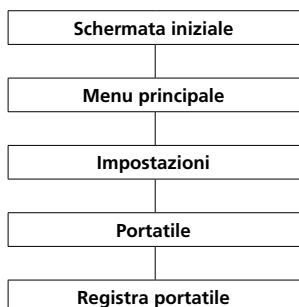 Schermata iniziale
Menu principale
Impostazioni
Portatile
Registra portatile